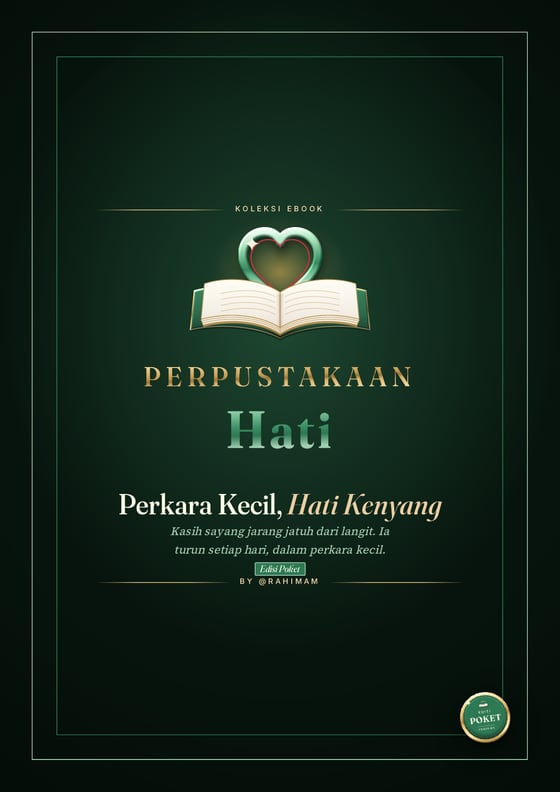 KOLEKSI EBOOK
PERPUSTAKAAN
Hati
Perkara Kecil, Hati Kenyang
Kasih sayang jarang jatuh dari langit. Ia
turun setiap hari, dalam perkara kecil.
Edisi Poket
BY @RAHIMAM
EDISI
POKET